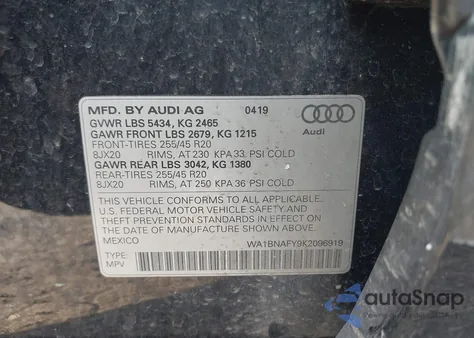 MFD. BY AUDI AG 0419
GVWR LBS 5434, KG 2465
GAWR FRONT LBS 2679, KG 1215
FRONT-TIRES 255/45 R20
8JX20 RIMS, AT 230 KPA 33 PSI COLD
GAWR REAR LBS 3042, KG 1380
REAR-TIRES 255/45 R20
8JX20 RIMS, AT 250 KPA 36 PSI COLD
Audi
THIS VEHICLE CONFORMS TO ALL APPLICABLE
U.S. FEDERAL MOTOR VEHICLE SAFETY AND
THEFT PREVENTION STANDARDS IN EFFECT ON
THE DATE OF MANUFACTURE SHOWN ABOVE.
MEXICO WA1BNAFY9K2096919
TYPE:
MPV
autoSnap